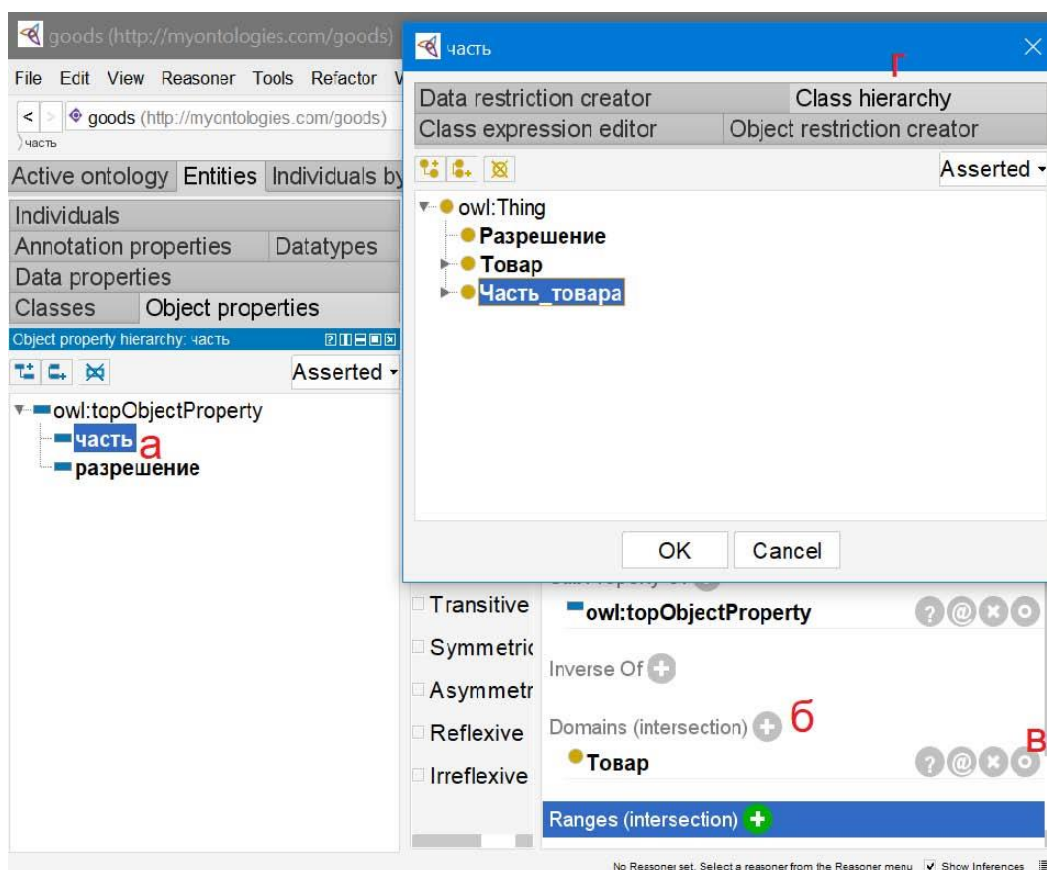 goods (http://myontologies.com/goods)
File Edit View Reasoner Tools Refactor
< > goods (http://myontologies.com/goods)
часть
Active ontology Entities Individuals by
Individuals
Annotation properties Datatypes
Data properties
Classes Object properties
Object property hierarchy: часть
Asserted
owl:topObjectProperty
часть а
разрешение
часть
г
Data restriction creator Class hierarchy
Class expression editor Object restriction creator
Asserted
owl:Thing
Разрешение
Товар
Часть_товара
OK Cancel
Transitive
Symmetric
Asymmetr
Reflexive
Irreflexive
owl:topObjectProperty
Inverse Of
Domains (intersection) б
в
Товар
Ranges (intersection)
No Reasoner set. Select a reasoner from the Reasoner menu Show Inferences